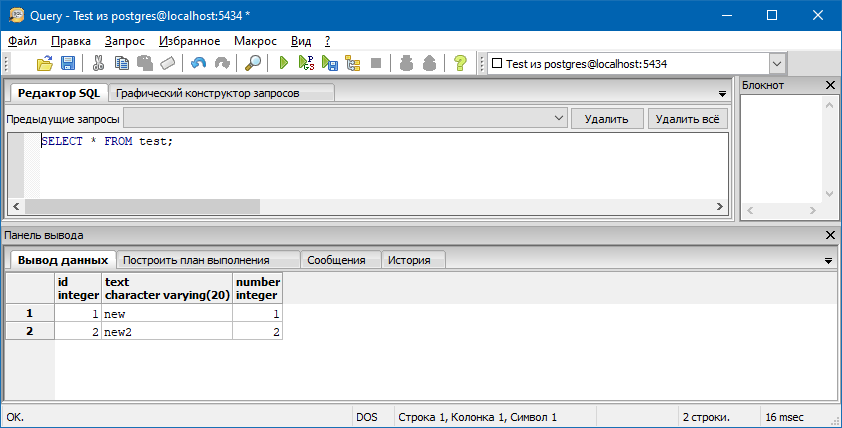 Query - Test из postgres@localhost:5434 *
Файл Правка Запрос Избранное Макрос Вид ?
Test из postgres@localhost:5434
Редактор SQL Графический конструктор запросов
Блокнот
Предыдущие запросы Удалить Удалить всё
SELECT * FROM test;
Панель вывода
Вывод данных Построить план выполнения Сообщения История
id text number
integer character varying(20) integer
1 1 new 1
2 2 new2 2
OK. DOS Строка 1, Колонка 1, Символ 1 2 строки. 16 msec